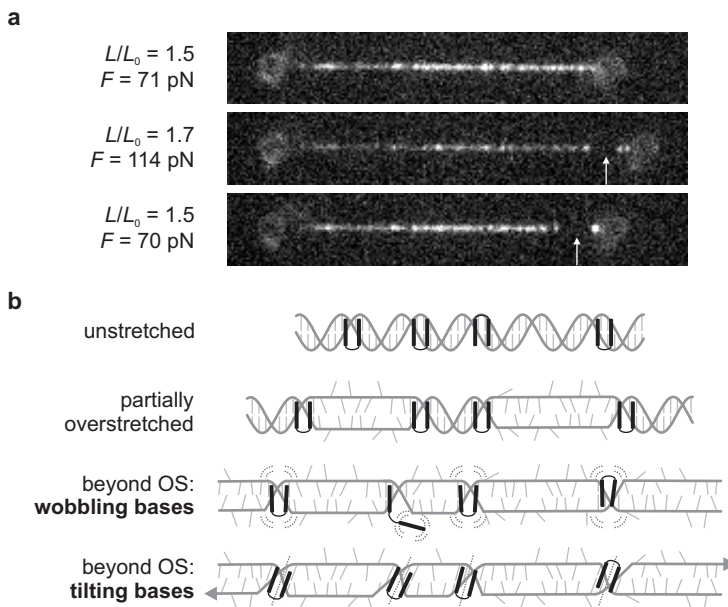 a
L/L₀ = 1.5
F = 71 pN
L/L₀ = 1.7
F = 114 pN
L/L₀ = 1.5
F = 70 pN
b
unstretched
partially
overstretched
beyond OS:
wobbling bases
beyond OS:
tilting bases